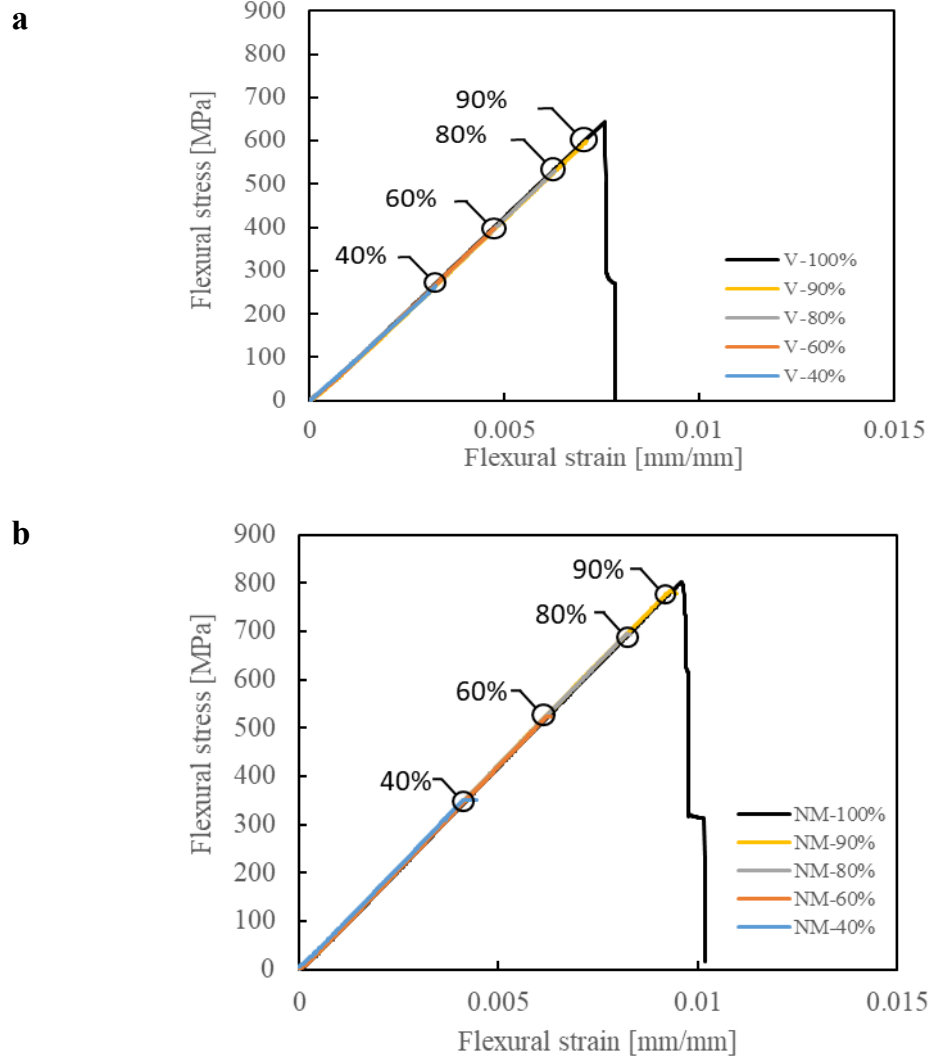 a
900
800
700
600
500
400
300
200
100
0
Flexural stress [MPa]
90%
80%
60%
40%
V-100%
V-90%
V-80%
V-60%
V-40%
0 0.005 0.01 0.015
Flexural strain [mm/mm]
b
900
800
700
600
500
400
300
200
100
0
Flexural stress [MPa]
90%
80%
60%
40%
NM-100%
NM-90%
NM-80%
NM-60%
NM-40%
0 0.005 0.01 0.015
Flexural strain [mm/mm]